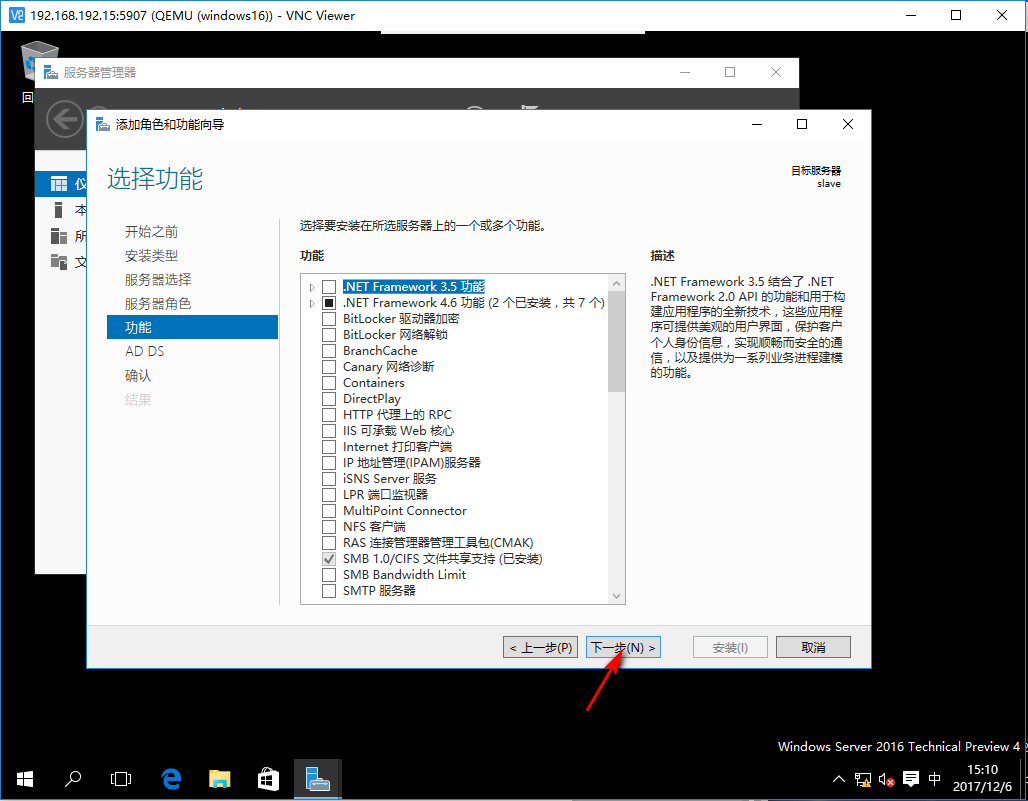 192.168.192.15:5907 (QEMU (windows16)) - VNC Viewer
服务器管理器
添加角色和功能向导
选择功能
目标服务器
slave
开始之前
安装类型
服务器选择
服务器角色
功能
AD DS
确认
结果
选择要安装在所选服务器上的一个或多个功能。
功能
.NET Framework 3.5 功能
.NET Framework 4.6 功能 (2 个已安装，共 7 个)
BitLocker 驱动器加密
BitLocker 网络解锁
BranchCache
Canary 网络诊断
Containers
DirectPlay
HTTP 代理上的 RPC
IIS 可承载 Web 核心
Internet 打印客户端
IP 地址管理(IPAM)服务器
iSNS Server 服务
LPR 端口监视器
MultiPoint Connector
NFS 客户端
RAS 连接管理器管理工具包(CMAK)
SMB 1.0/CIFS 文件共享支持 (已安装)
SMB Bandwidth Limit
SMTP 服务器
描述
.NET Framework 3.5 结合了 .NET
Framework 2.0 API 的功能和用于构
建应用程序的全新技术，这些应用程
序可提供美观的用户界面，保护客户
个人身份信息，实现顺畅而安全的通
信，以及提供为一系列业务进程建模
的功能。
< 上一步(P)
下一步(N) >
安装(I)
取消
Windows Server 2016 Technical Preview 4
中
15:10
2017/12/6